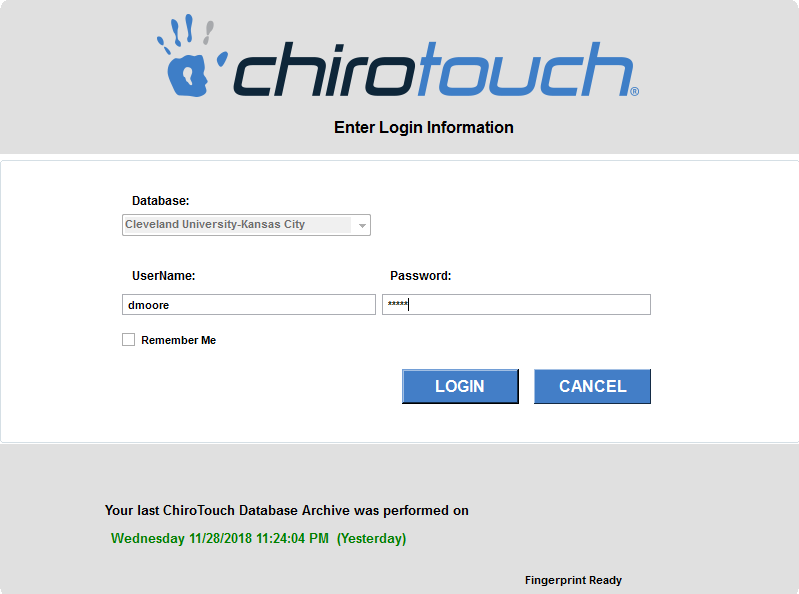 chirotouch®
Enter Login Information
Database:
Cleveland University-Kansas City
UserName: Password:
dmoore *****
Remember Me
LOGIN CANCEL
Your last ChiroTouch Database Archive was performed on
Wednesday 11/28/2018 11:24:04 PM (Yesterday)
Fingerprint Ready